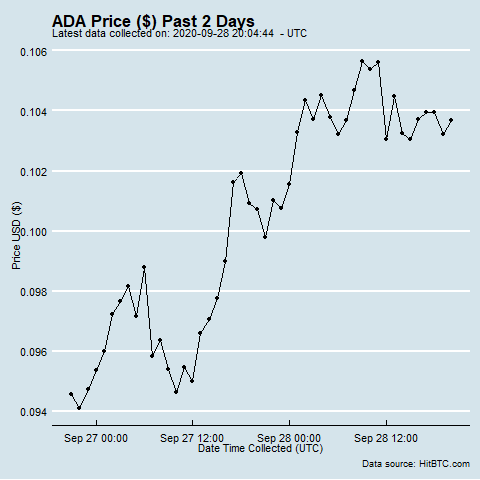 ADA Price ($) Past 2 Days
Latest data collected on: 2020-09-28 20:04:44 - UTC
0.106
0.104
0.102
0.100
0.098
0.096
0.094
Price USD ($)
Sep 27 00:00
Sep 27 12:00
Sep 28 00:00
Sep 28 12:00
Date Time Collected (UTC)
Data source: HitBTC.com